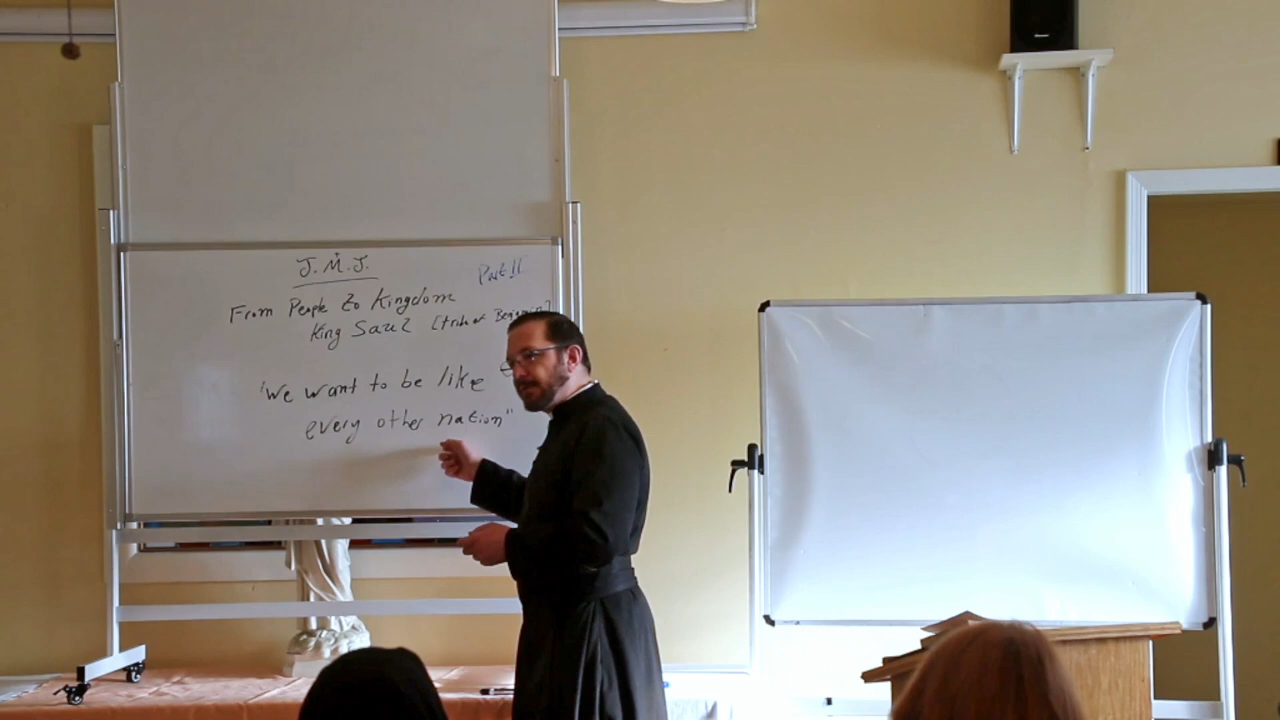 J.M.J.
Part II
From People to Kingdom
King Saul [tribe of Benjamin]
"We want to be like
every other nation"